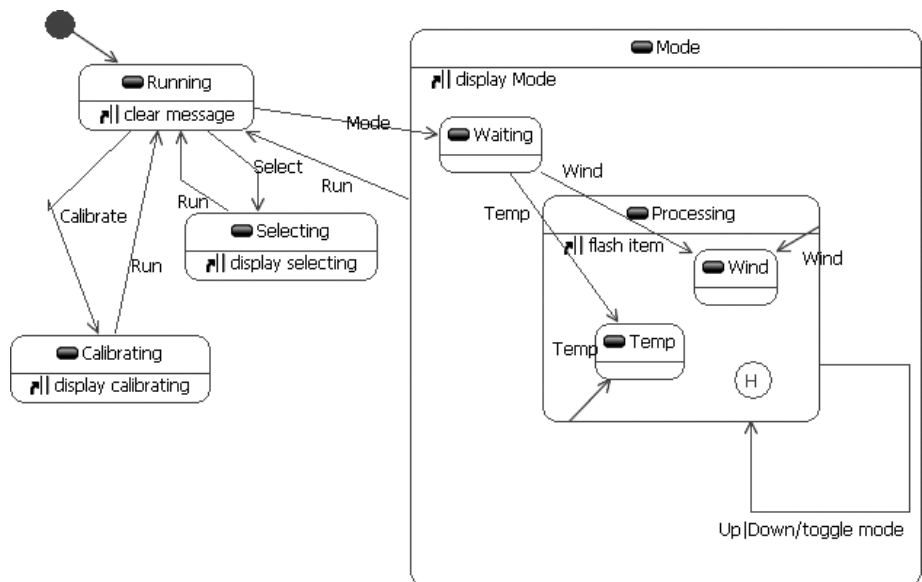 Mode
Running
display Mode
clear message
Mode
Waiting
Select
Wind
Run
Run
Temp
Processing
Calibrate
Selecting
flash item
display selecting
Run
Wind
Wind
Temp
Temp
Calibrating
display calibrating
H
Up|Down/toggle mode